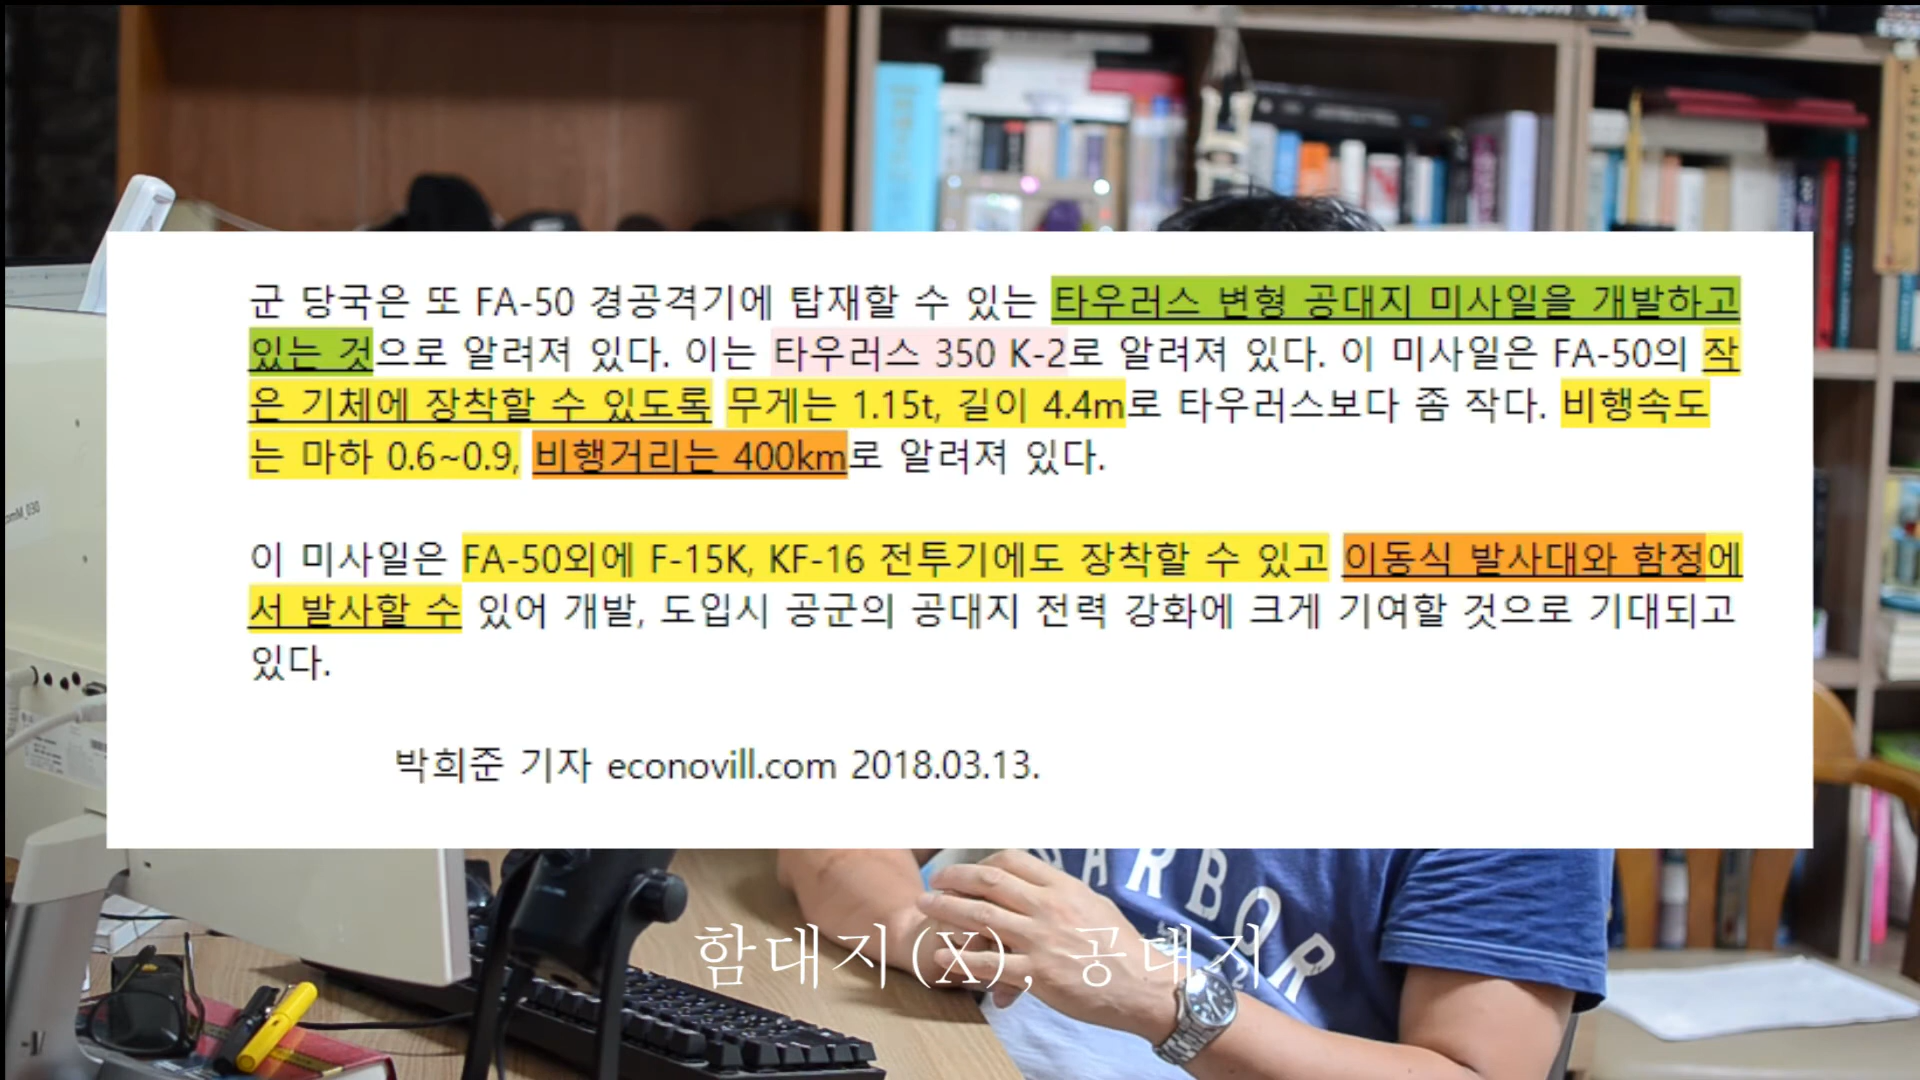 군 당국은 또 FA-50 경공격기에 탑재할 수 있는 타우러스 변형 공대지 미사일을 개발하고
있는 것으로 알려져 있다. 이는 타우러스 350 K-2로 알려져 있다. 이 미사일은 FA-50의 작
은 기체에 장착할 수 있도록 무게는 1.15t, 길이 4.4m로 타우러스보다 좀 작다. 비행속도
는 마하 0.6~0.9, 비행거리는 400km로 알려져 있다.
이 미사일은 FA-50외에 F-15K, KF-16 전투기에도 장착할 수 있고 이동식 발사대와 함정에
서 발사할 수 있어 개발, 도입시 공군의 공대지 전력 강화에 크게 기여할 것으로 기대되고
있다.
박희준 기자 econovill.com 2018.03.13.
ARBOR
함대지(X), 공대지